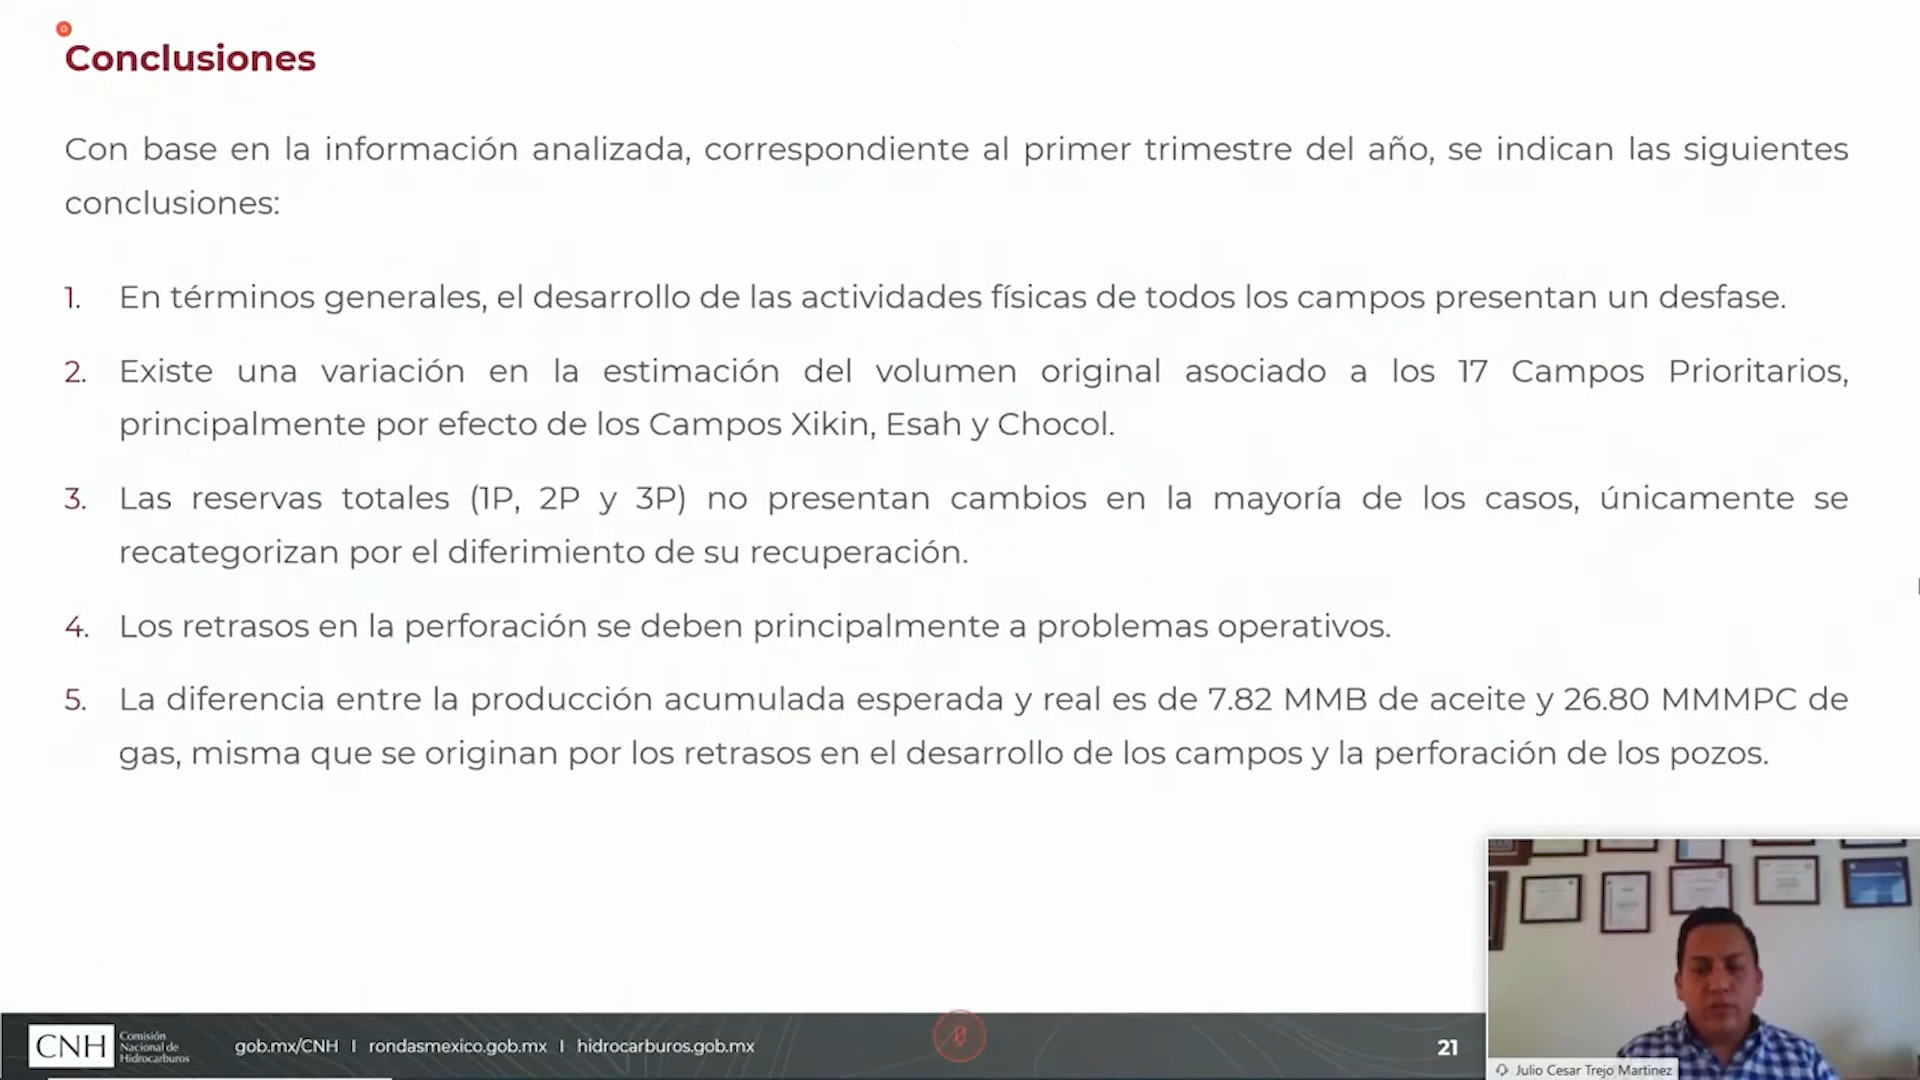 Conclusiones
Con base en la información analizada, correspondiente al primer trimestre del año, se indican las siguientes
conclusiones:
1. En términos generales, el desarrollo de las actividades físicas de todos los campos presentan un desfase.
2. Existe una variación en la estimación del volumen original asociado a los 17 Campos Prioritarios,
principalmente por efecto de los Campos Xikin, Esah y Chocol.
3. Las reservas totales (1P, 2P y 3P) no presentan cambios en la mayoría de los casos, únicamente se
recategorizan por el diferimiento de su recuperación.
4. Los retrasos en la perforación se deben principalmente a problemas operativos.
5. La diferencia entre la producción acumulada esperada y real es de 7.82 MMB de aceite y 26.80 MMMPC de
gas, misma que se originan por los retrasos en el desarrollo de los campos y la perforación de los pozos.
CNH
Comisión
Nacional de
Hidrocarburos
gob.mx/CNH I rondasmexico.gob.mx I hidrocarburos.gob.mx
21
Julio Cesar Trejo Martinez